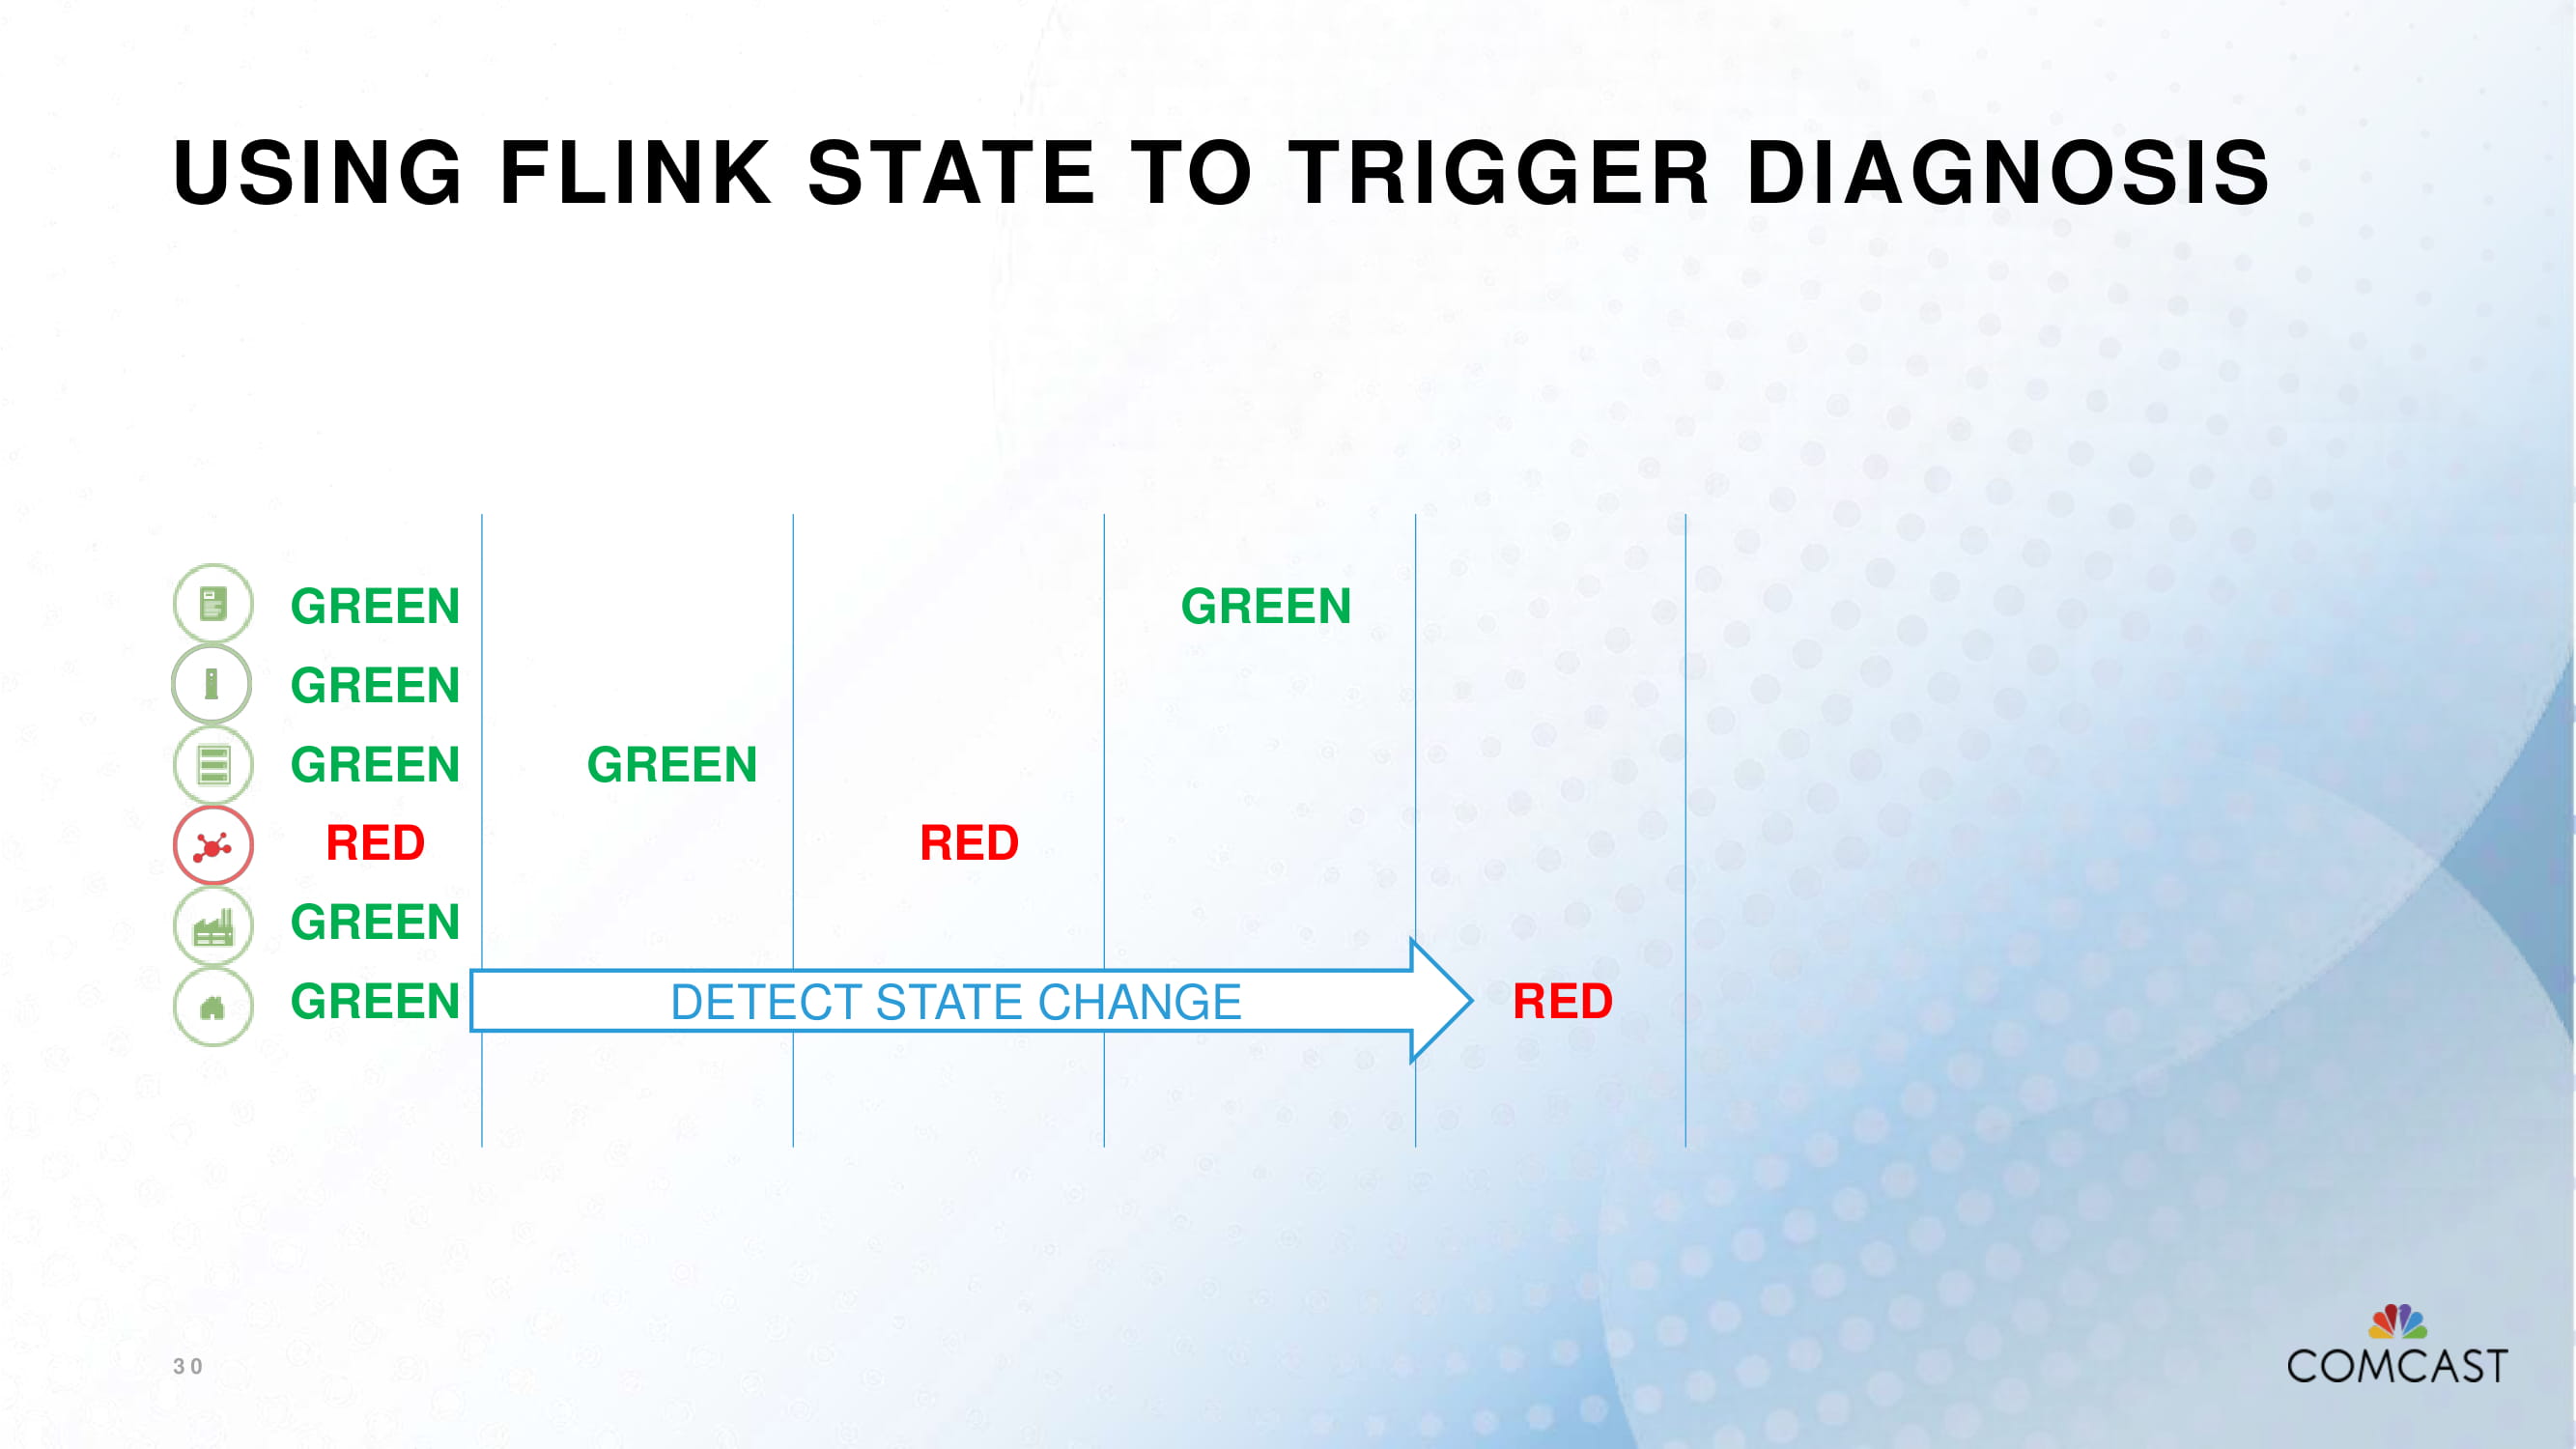 USING FLINK STATE TO TRIGGER DIAGNOSIS
GREEN GREEN
GREEN
GREEN GREEN
RED RED
GREEN
GREEN DETECT STATE CHANGE RED
30
COMCAST